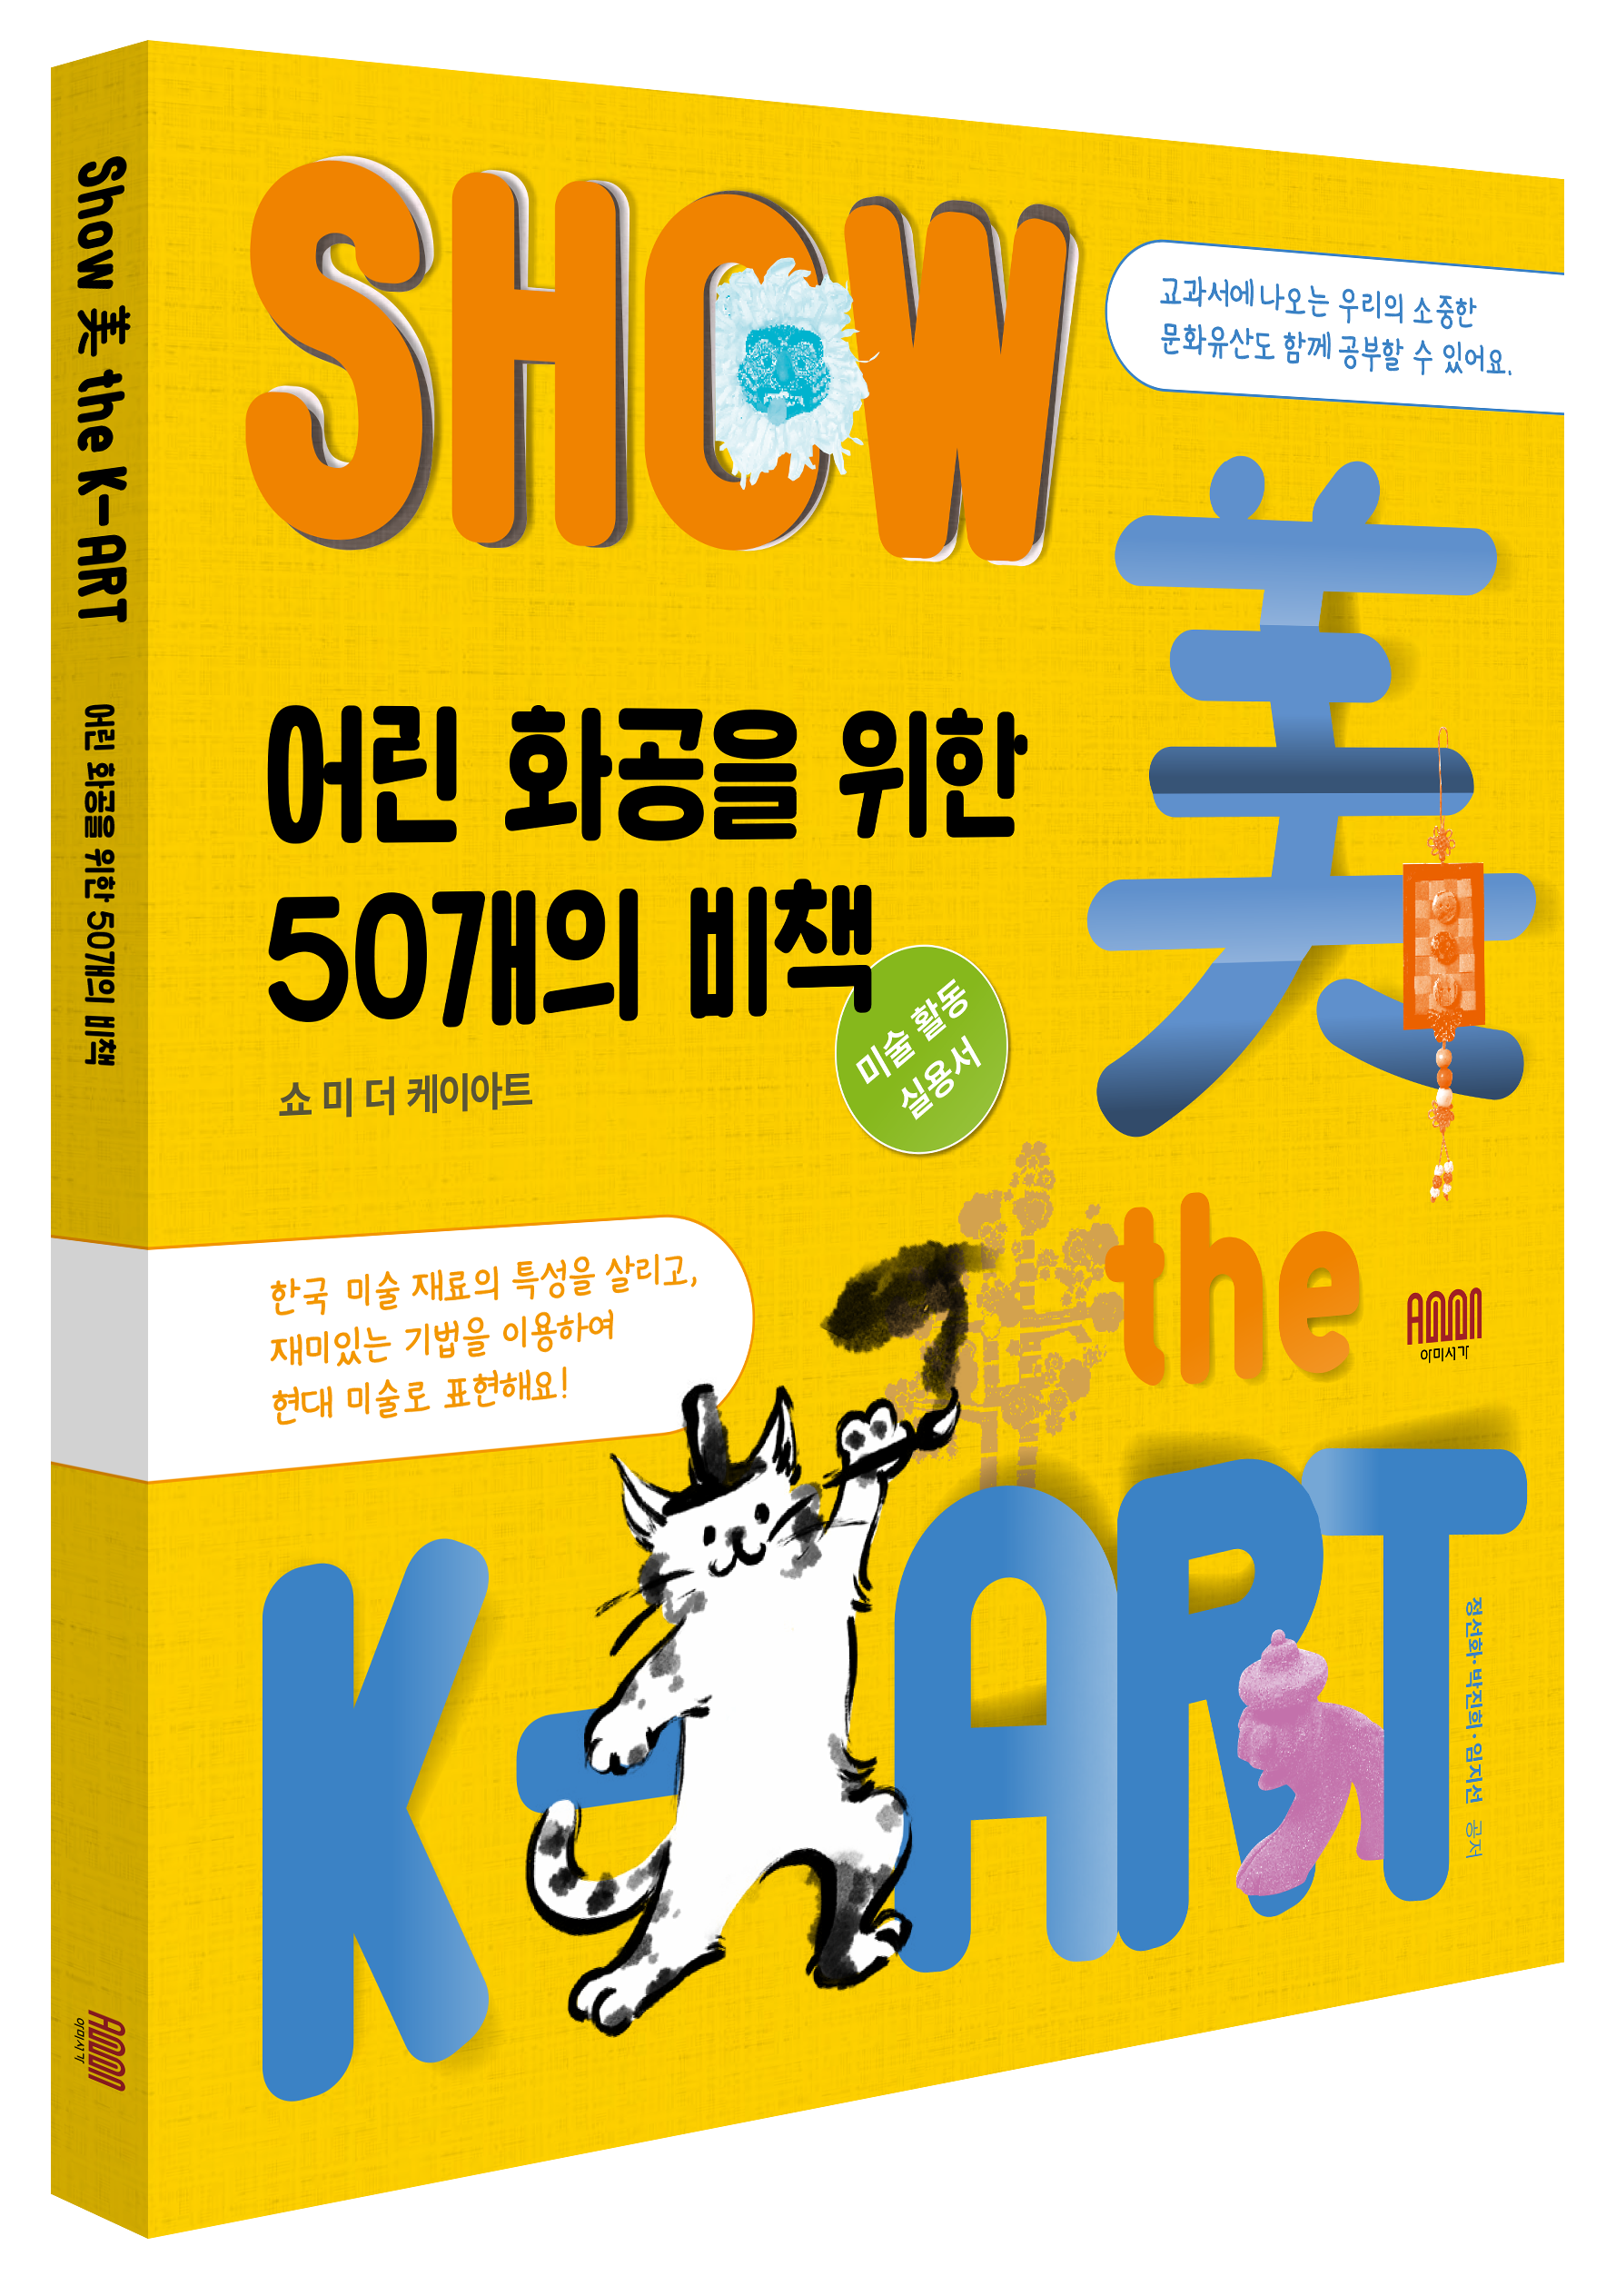 Show 美 the K-ART 어린 화공을 위한 50개의 비책
아미시가
SHOW
교과서에 나오는 우리의 소중한
문화유산도 함께 공부할 수 있어요.
美
어린 화공을 위한
50개의 비책
쇼 미 더 케이아트
미술 활동
실용서
the
아미시가
한국 미술 재료의 특성을 살리고,
재미있는 기법을 이용하여
현대 미술로 표현해요!
K-ART
정선화·박진희·임지선 공저